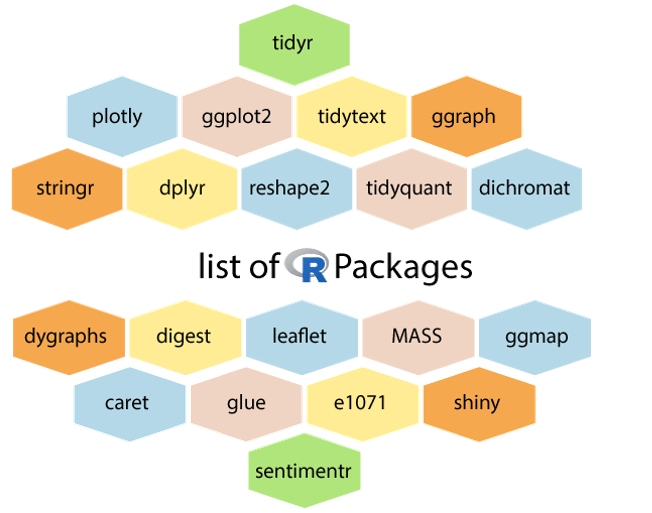 tidyr
plotly ggplot2 tidytext ggraph
stringr dplyr reshape2 tidyquant dichromat
list of R Packages
dygraphs digest leaflet MASS ggmap
caret glue e1071 shiny
sentimentr